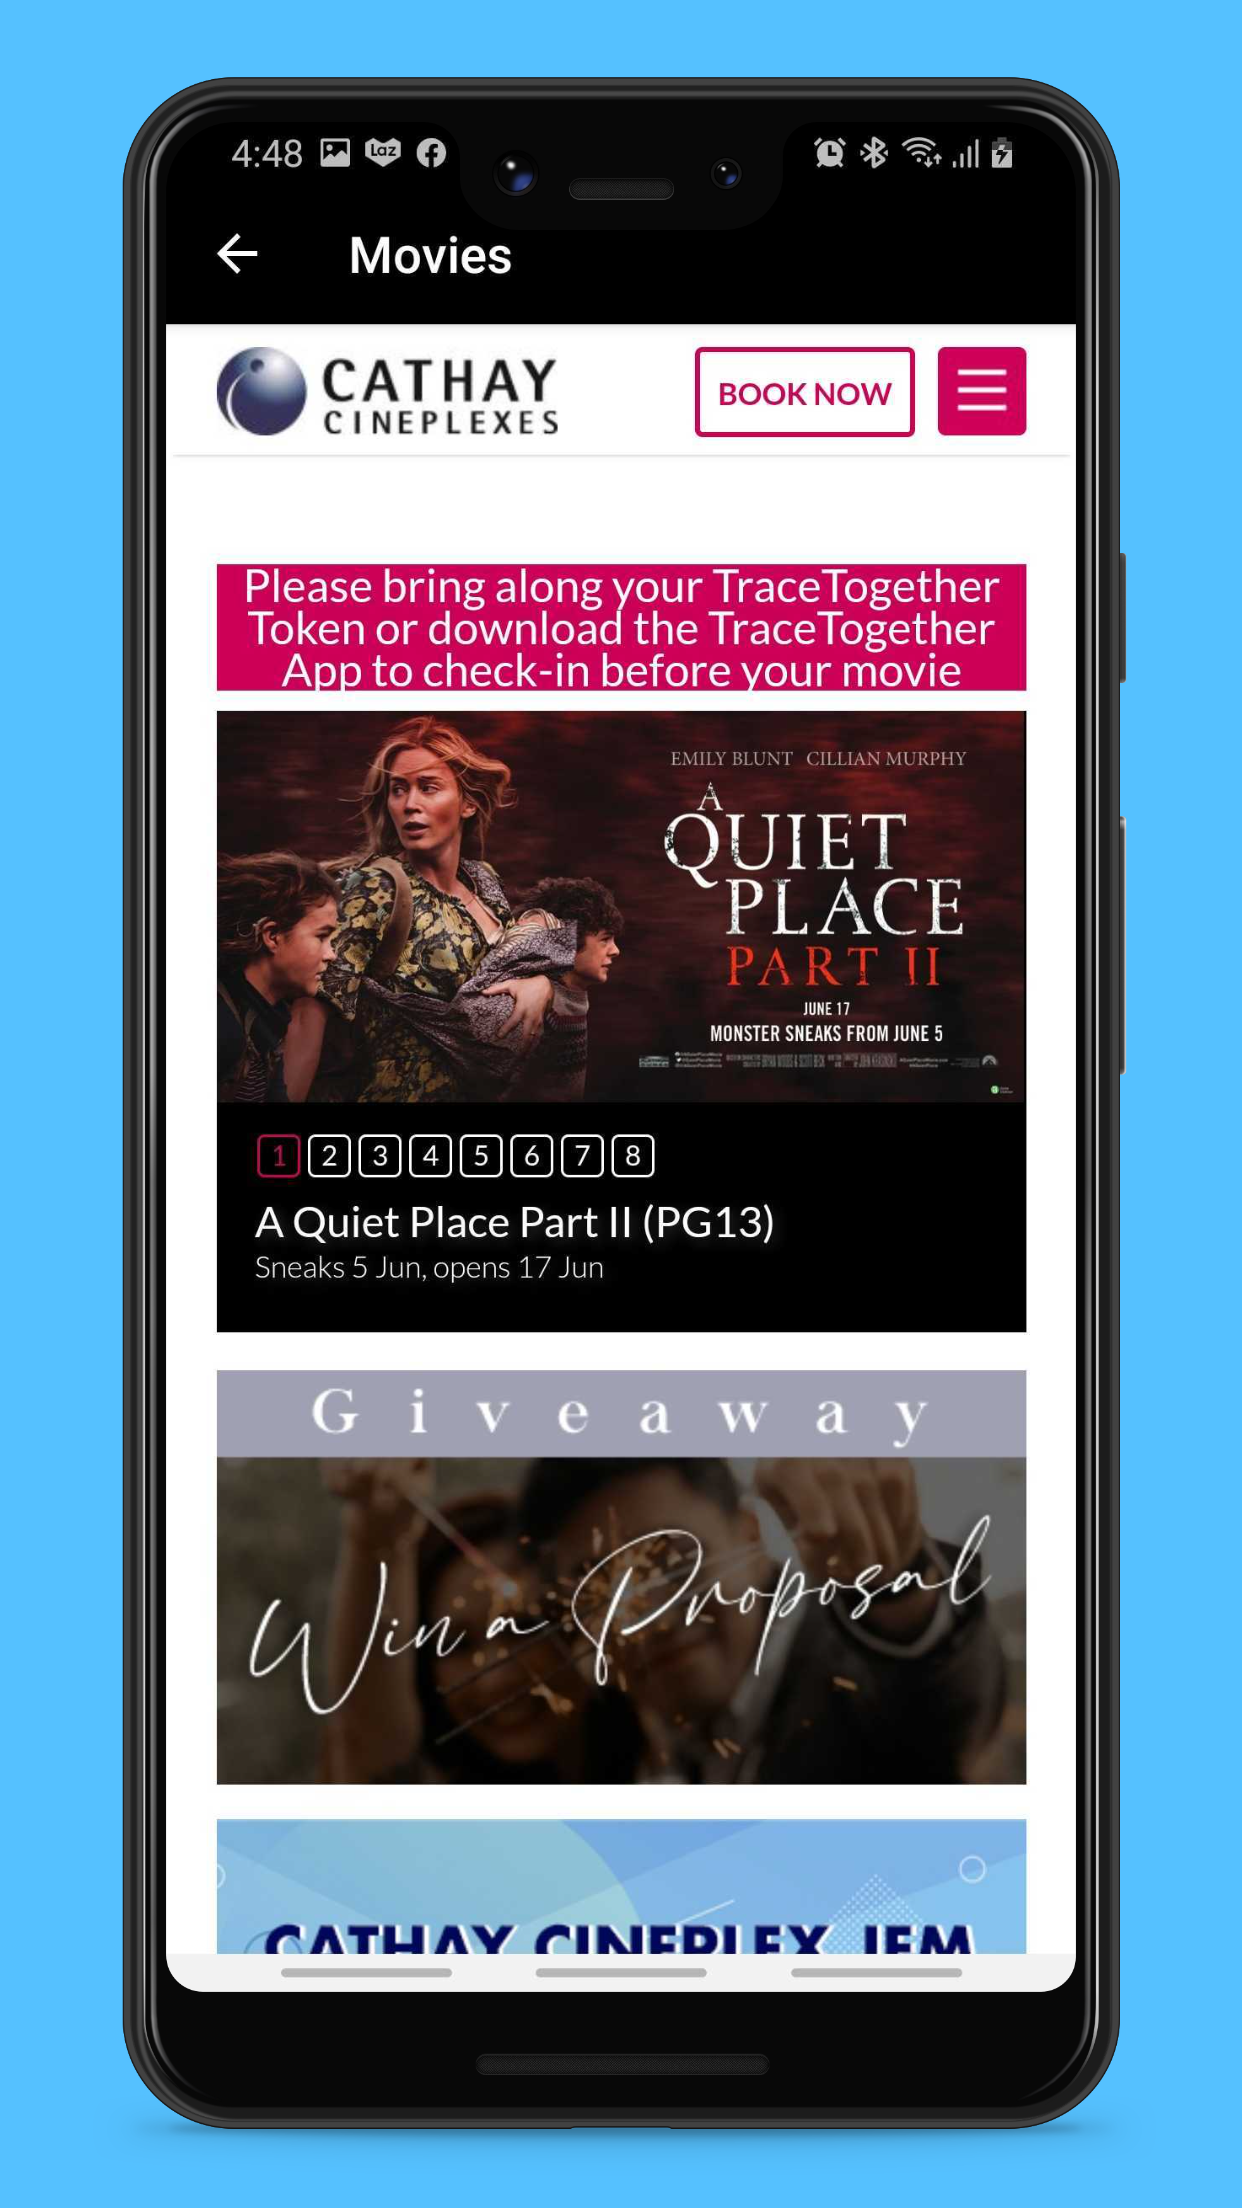 4:48
Laz
Movies
CATHAY
CINEPLEXES
BOOK NOW
Please bring along your TraceTogether
Token or download the TraceTogether
App to check-in before your movie
EMILY BLUNT CILLIAN MURPHY
A
QUIET
PLACE
PART II
JUNE 17
MONSTER SNEAKS FROM JUNE 5
1 2 3 4 5 6 7 8
A Quiet Place Part II (PG13)
Sneaks 5 Jun, opens 17 Jun
Giveaway
Win a Proposal
CATHAY CINEPLEX JEM